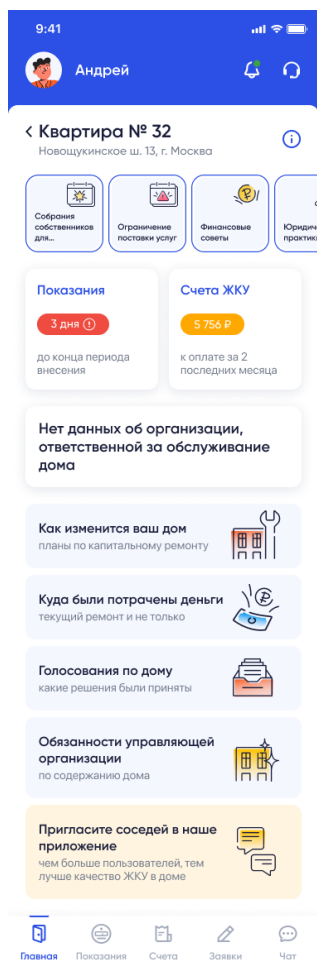 9:41
Андрей
Квартира № 32
Новощукинское ш. 13, г. Москва
Собрания
собственников
для...
Ограничение
поставки услуг
Финансовые
советы
Юридиче
практик
Показания
3 дня
до конца периода
внесения
Счета ЖКУ
5 756 ₽
к оплате за 2
последних месяца
Нет данных об организации,
ответственной за обслуживание
дома
Как изменится ваш дом
планы по капитальному ремонту
Куда были потрачены деньги
текущий ремонт и не только
Голосования по дому
какие решения были приняты
Обязанности управляющей
организации
по содержанию дома
Пригласите соседей в наше
приложение
чем больше пользователей, тем
лучше качество ЖКУ в доме
Главная
Показания
Счета
Заявки
Чат